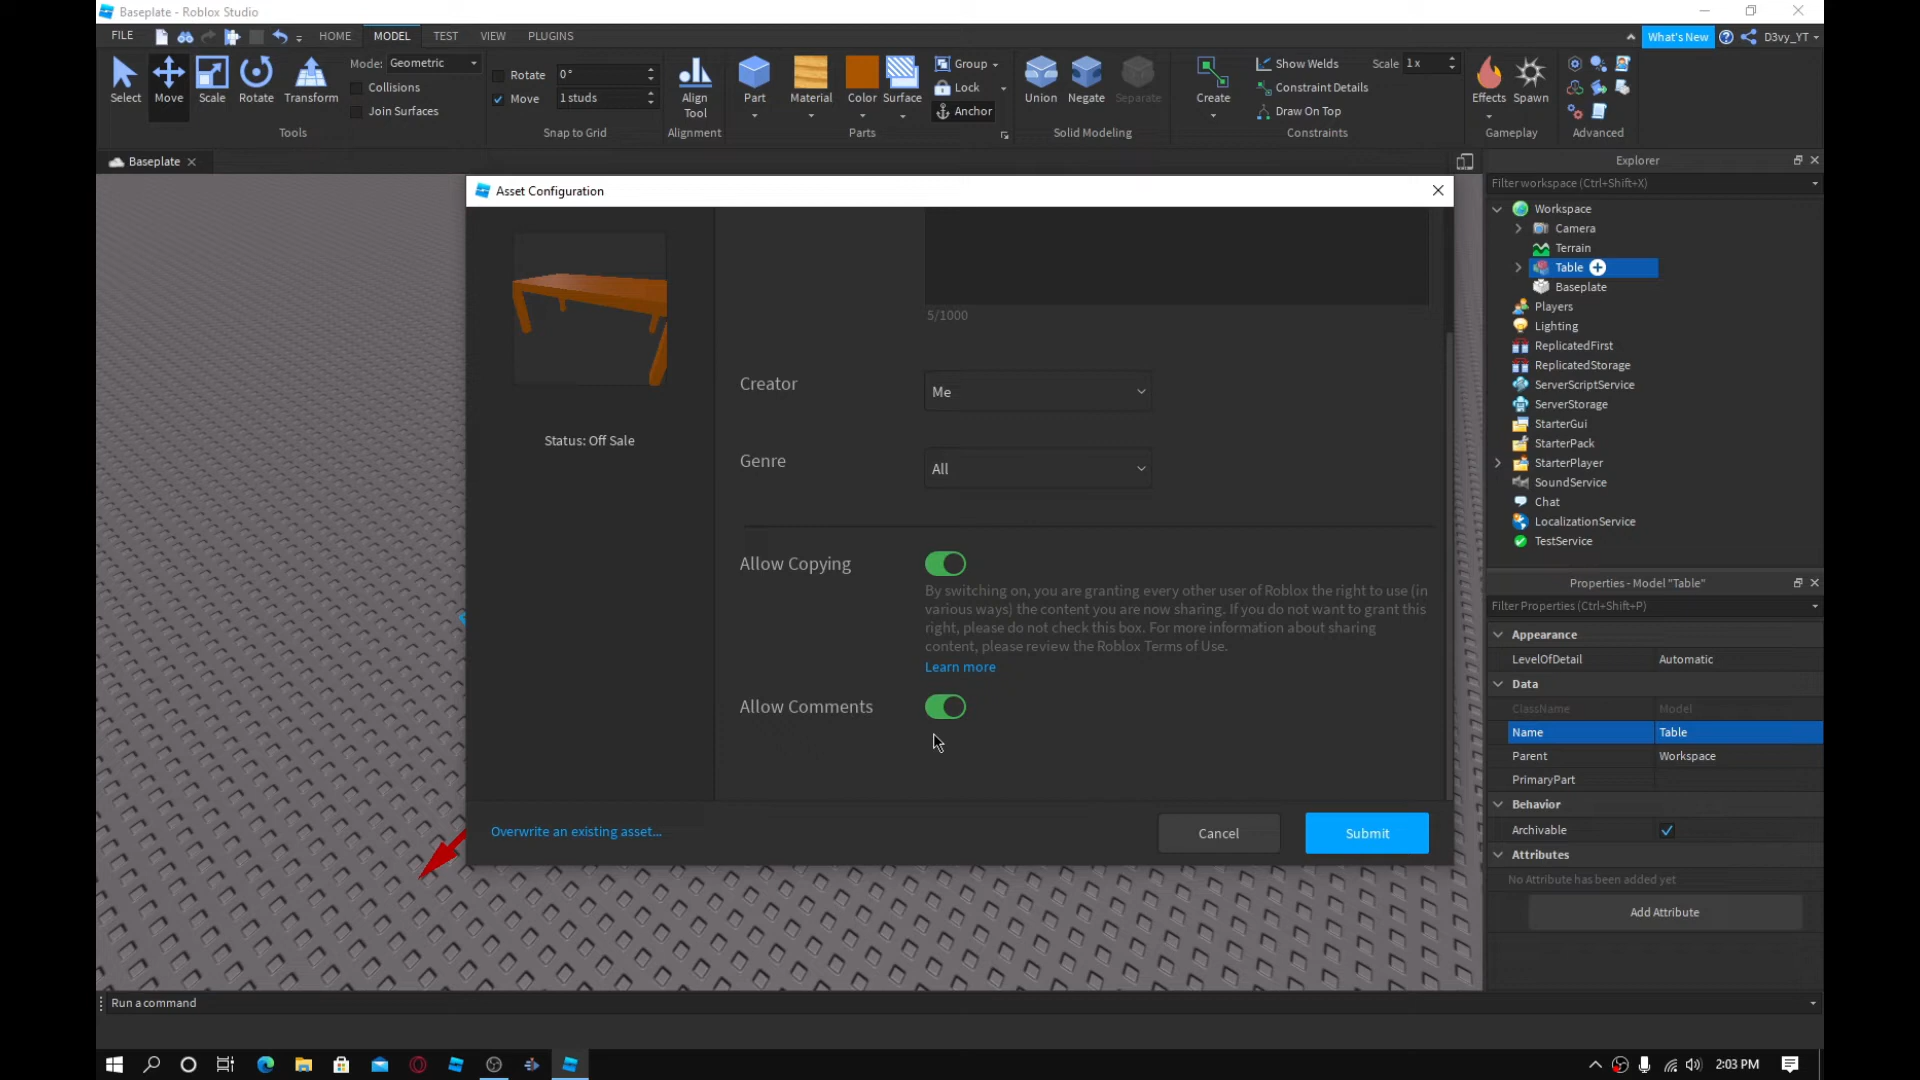 Baseplate - Roblox Studio
FILE
HOME
MODEL
TEST
VIEW
PLUGINS
What's New
D3vy_YT
Select
Move
Scale
Rotate
Transform
Mode: Geometric
Collisions
Join Surfaces
Tools
Rotate 0°
Move 1 studs
Snap to Grid
Align
Tool
Alignment
Part
Material
Color
Surface
Group
Lock
Anchor
Parts
Union
Negate
Separate
Solid Modeling
Create
Show Welds
Scale 1 x
Constraint Details
Draw On Top
Constraints
Effects
Spawn
Gameplay
Advanced
Baseplate
Asset Configuration
Status: Off Sale
5/1000
Creator
Me
Genre
All
Allow Copying
By switching on, you are granting every other user of Roblox the right to use (in
various ways) the content you are now sharing. If you do not want to grant this
right, please do not check this box. For more information about sharing
content, please review the Roblox Terms of Use.
Learn more
Allow Comments
Overwrite an existing asset...
Cancel
Submit
Explorer
Filter workspace (Ctrl+Shift+X)
Workspace
Camera
Terrain
Table
Baseplate
Players
Lighting
ReplicatedFirst
ReplicatedStorage
ServerScriptService
ServerStorage
StarterGui
StarterPack
StarterPlayer
SoundService
Chat
LocalizationService
TestService
Properties - Model "Table"
Filter Properties (Ctrl+Shift+P)
Appearance
LevelOfDetail Automatic
Data
ClassName Model
Name Table
Parent Workspace
PrimaryPart
Behavior
Archivable
Attributes
No Attribute has been added yet
Add Attribute
Run a command
2:03 PM